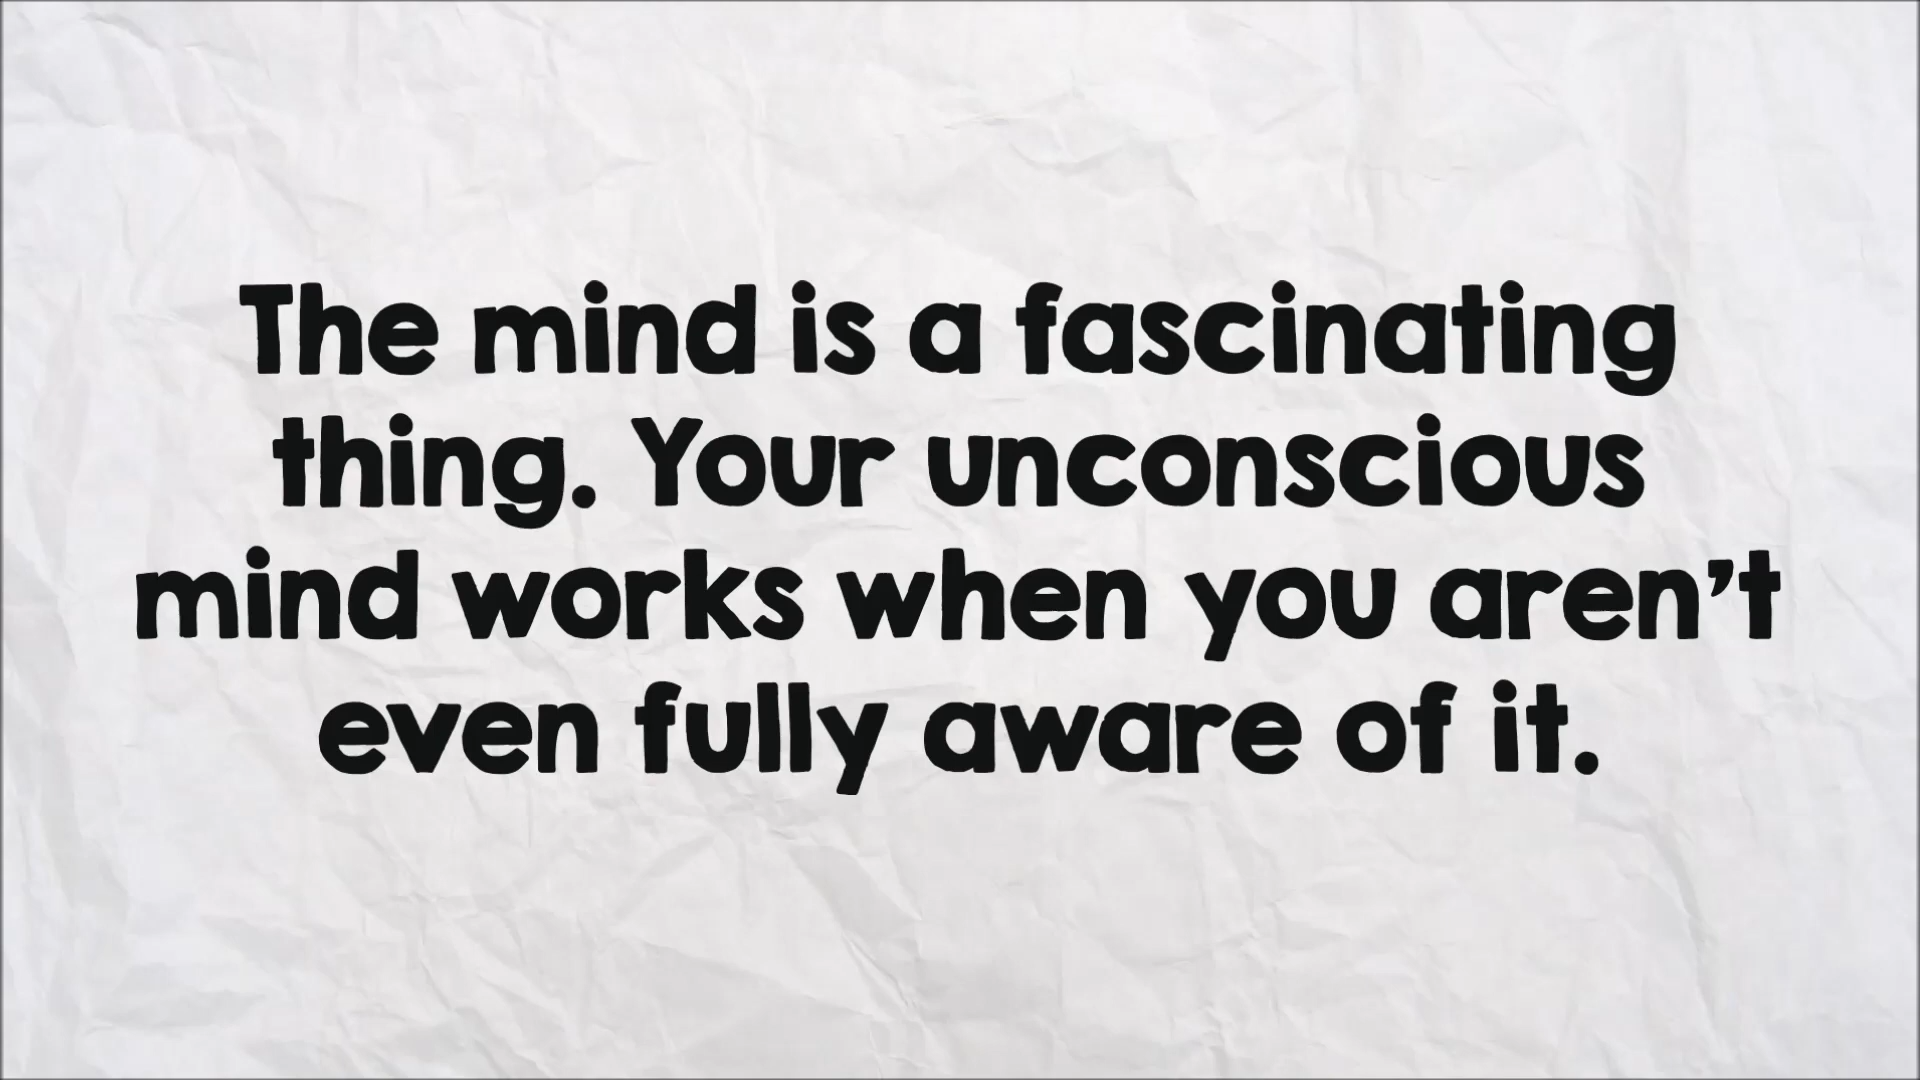 The mind is a fascinating
thing. Your unconscious
mind works when you aren't
even fully aware of it.